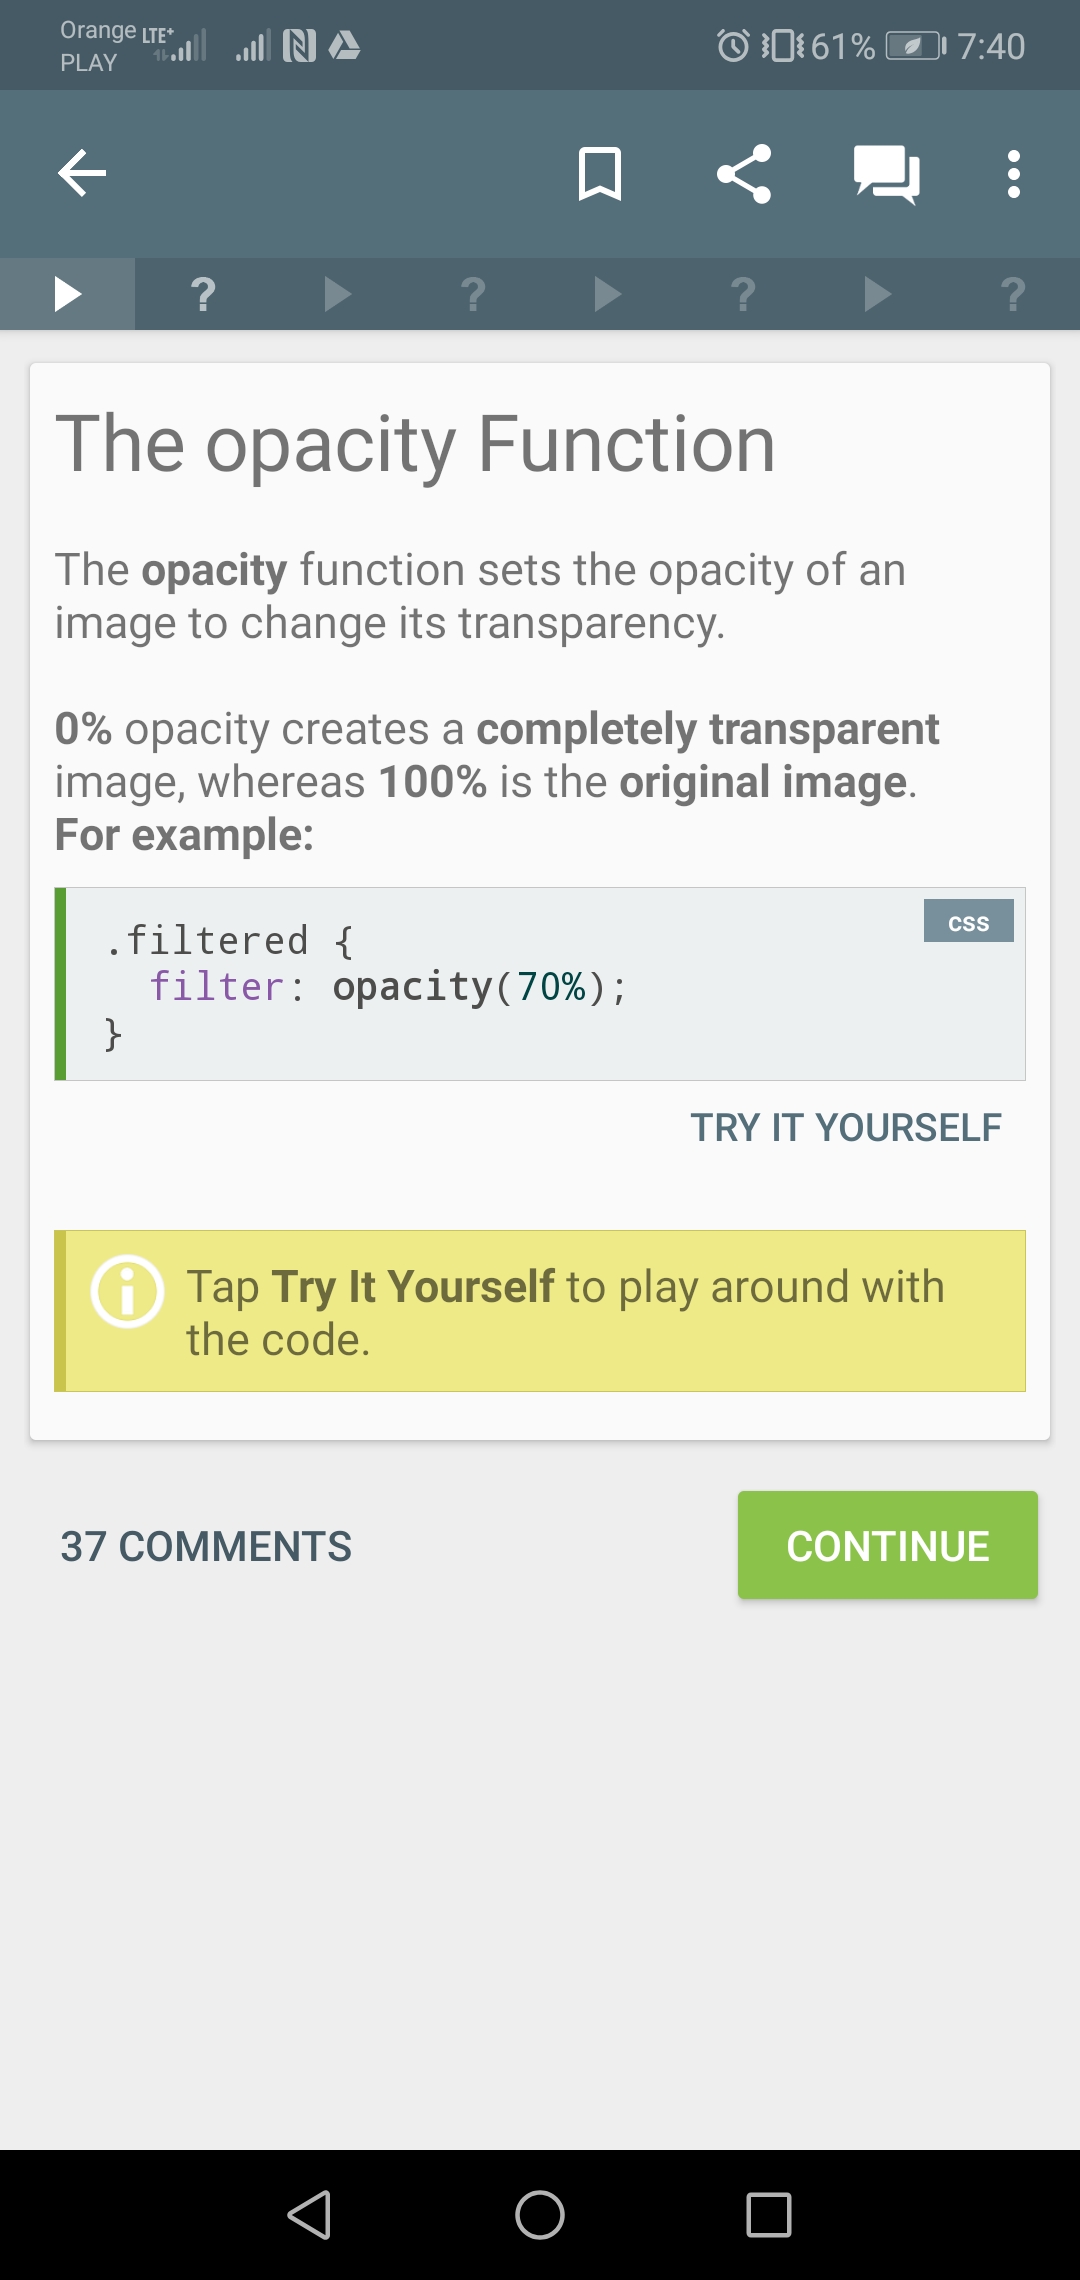 Orange LTE+
PLAY
61% 7:40
? ? ? ?
The opacity Function
The opacity function sets the opacity of an
image to change its transparency.
0% opacity creates a completely transparent
image, whereas 100% is the original image.
For example:
css
.filtered {
filter: opacity(70%);
}
TRY IT YOURSELF
Tap Try It Yourself to play around with
the code.
37 COMMENTS
CONTINUE